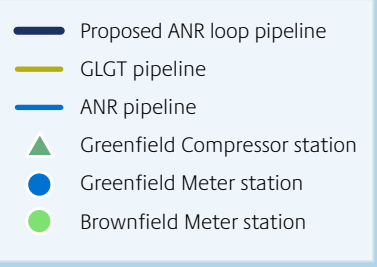 Proposed ANR loop pipeline
GLGT pipeline
ANR pipeline
Greenfield Compressor station
Greenfield Meter station
Brownfield Meter station